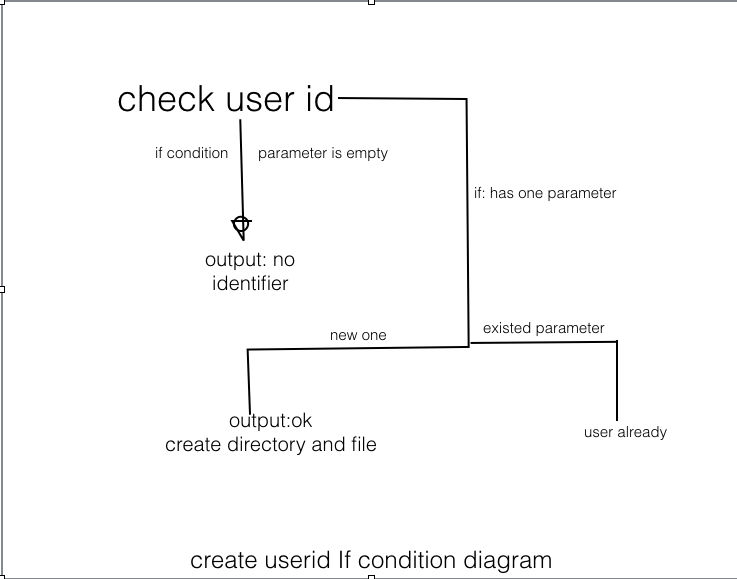 check user id
if condition
parameter is empty
if: has one parameter
output: no
identifier
new one
existed parameter
output:ok
create directory and file
user already
create userid If condition diagram